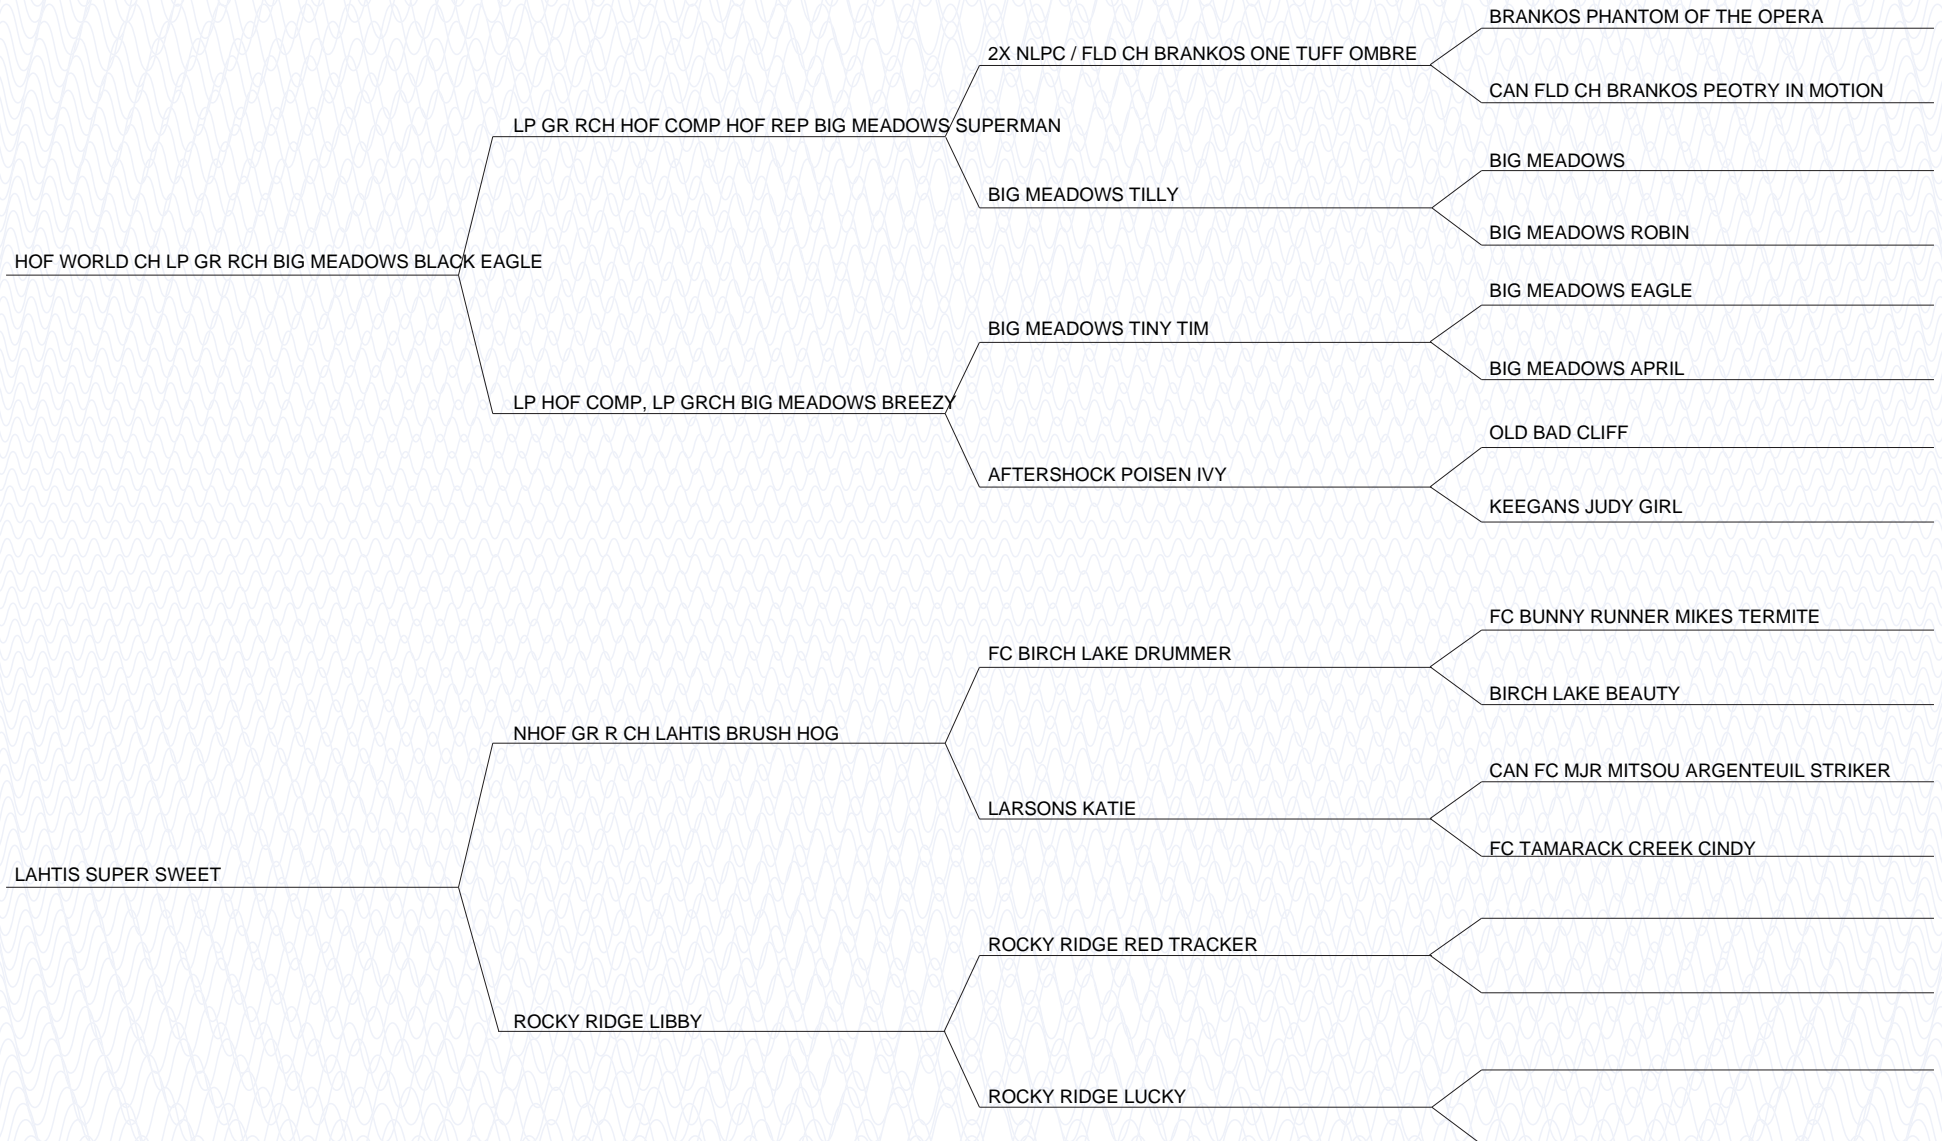 BRANKOS PHANTOM OF THE OPERA
2X NLPC / FLD CH BRANKOS ONE TUFF OMBRE
CAN FLD CH BRANKOS PEOTRY IN MOTION
LP GR RCH HOF COMP HOF REP BIG MEADOWS SUPERMAN
BIG MEADOWS
BIG MEADOWS TILLY
BIG MEADOWS ROBIN
HOF WORLD CH LP GR RCH BIG MEADOWS BLACK EAGLE
BIG MEADOWS EAGLE
BIG MEADOWS TINY TIM
BIG MEADOWS APRIL
LP HOF COMP, LP GRCH BIG MEADOWS BREEZY
OLD BAD CLIFF
AFTERSHOCK POISEN IVY
KEEGANS JUDY GIRL
FC BUNNY RUNNER MIKES TERMITE
FC BIRCH LAKE DRUMMER
BIRCH LAKE BEAUTY
NHOF GR R CH LAHTIS BRUSH HOG
CAN FC MJR MITSOU ARGENTEUIL STRIKER
LARSONS KATIE
FC TAMARACK CREEK CINDY
LAHTIS SUPER SWEET
ROCKY RIDGE RED TRACKER
ROCKY RIDGE LIBBY
ROCKY RIDGE LUCKY